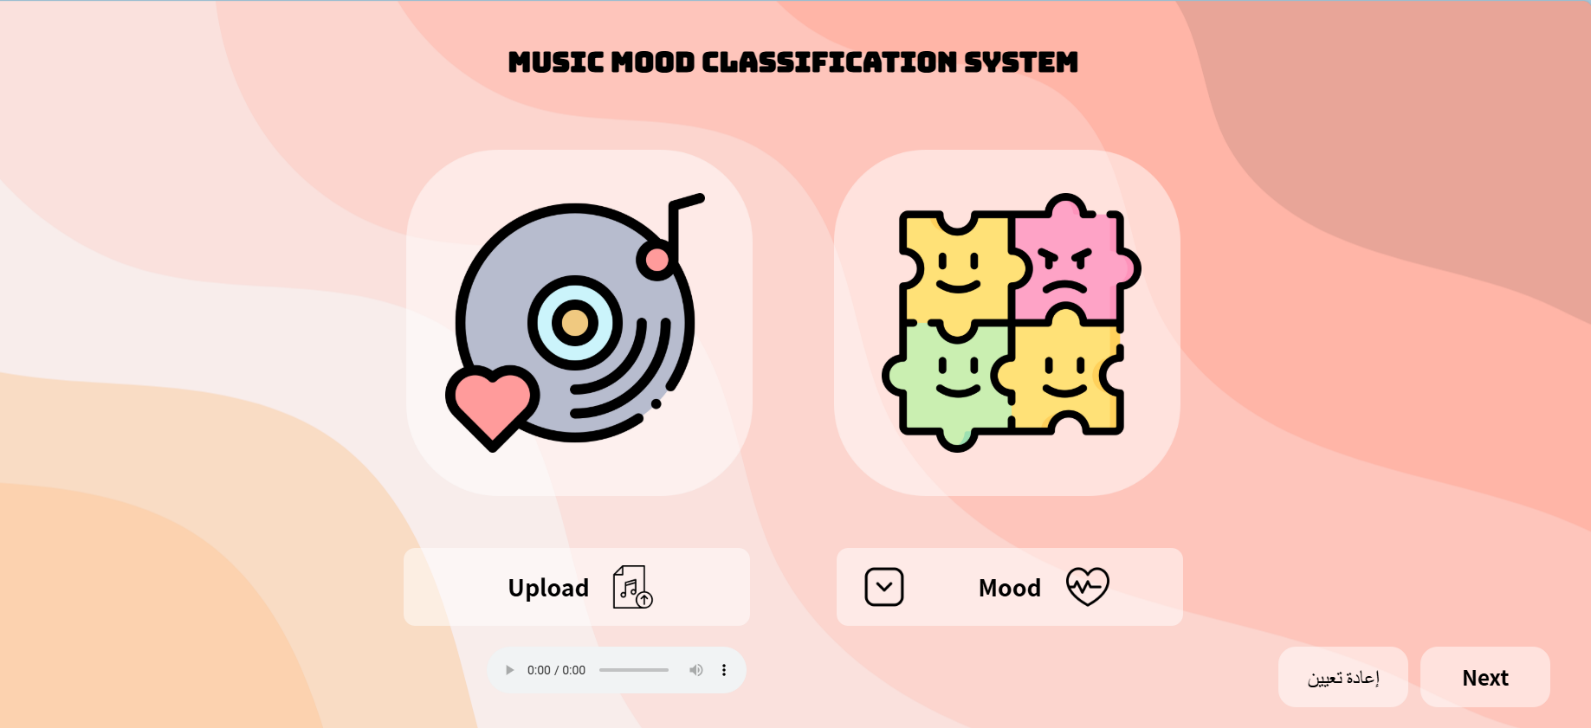 MUSIC MOOD CLASSIFICATION SYSTEM
Upload
Mood
0:00 / 0:00
إعادة تعيين
Next